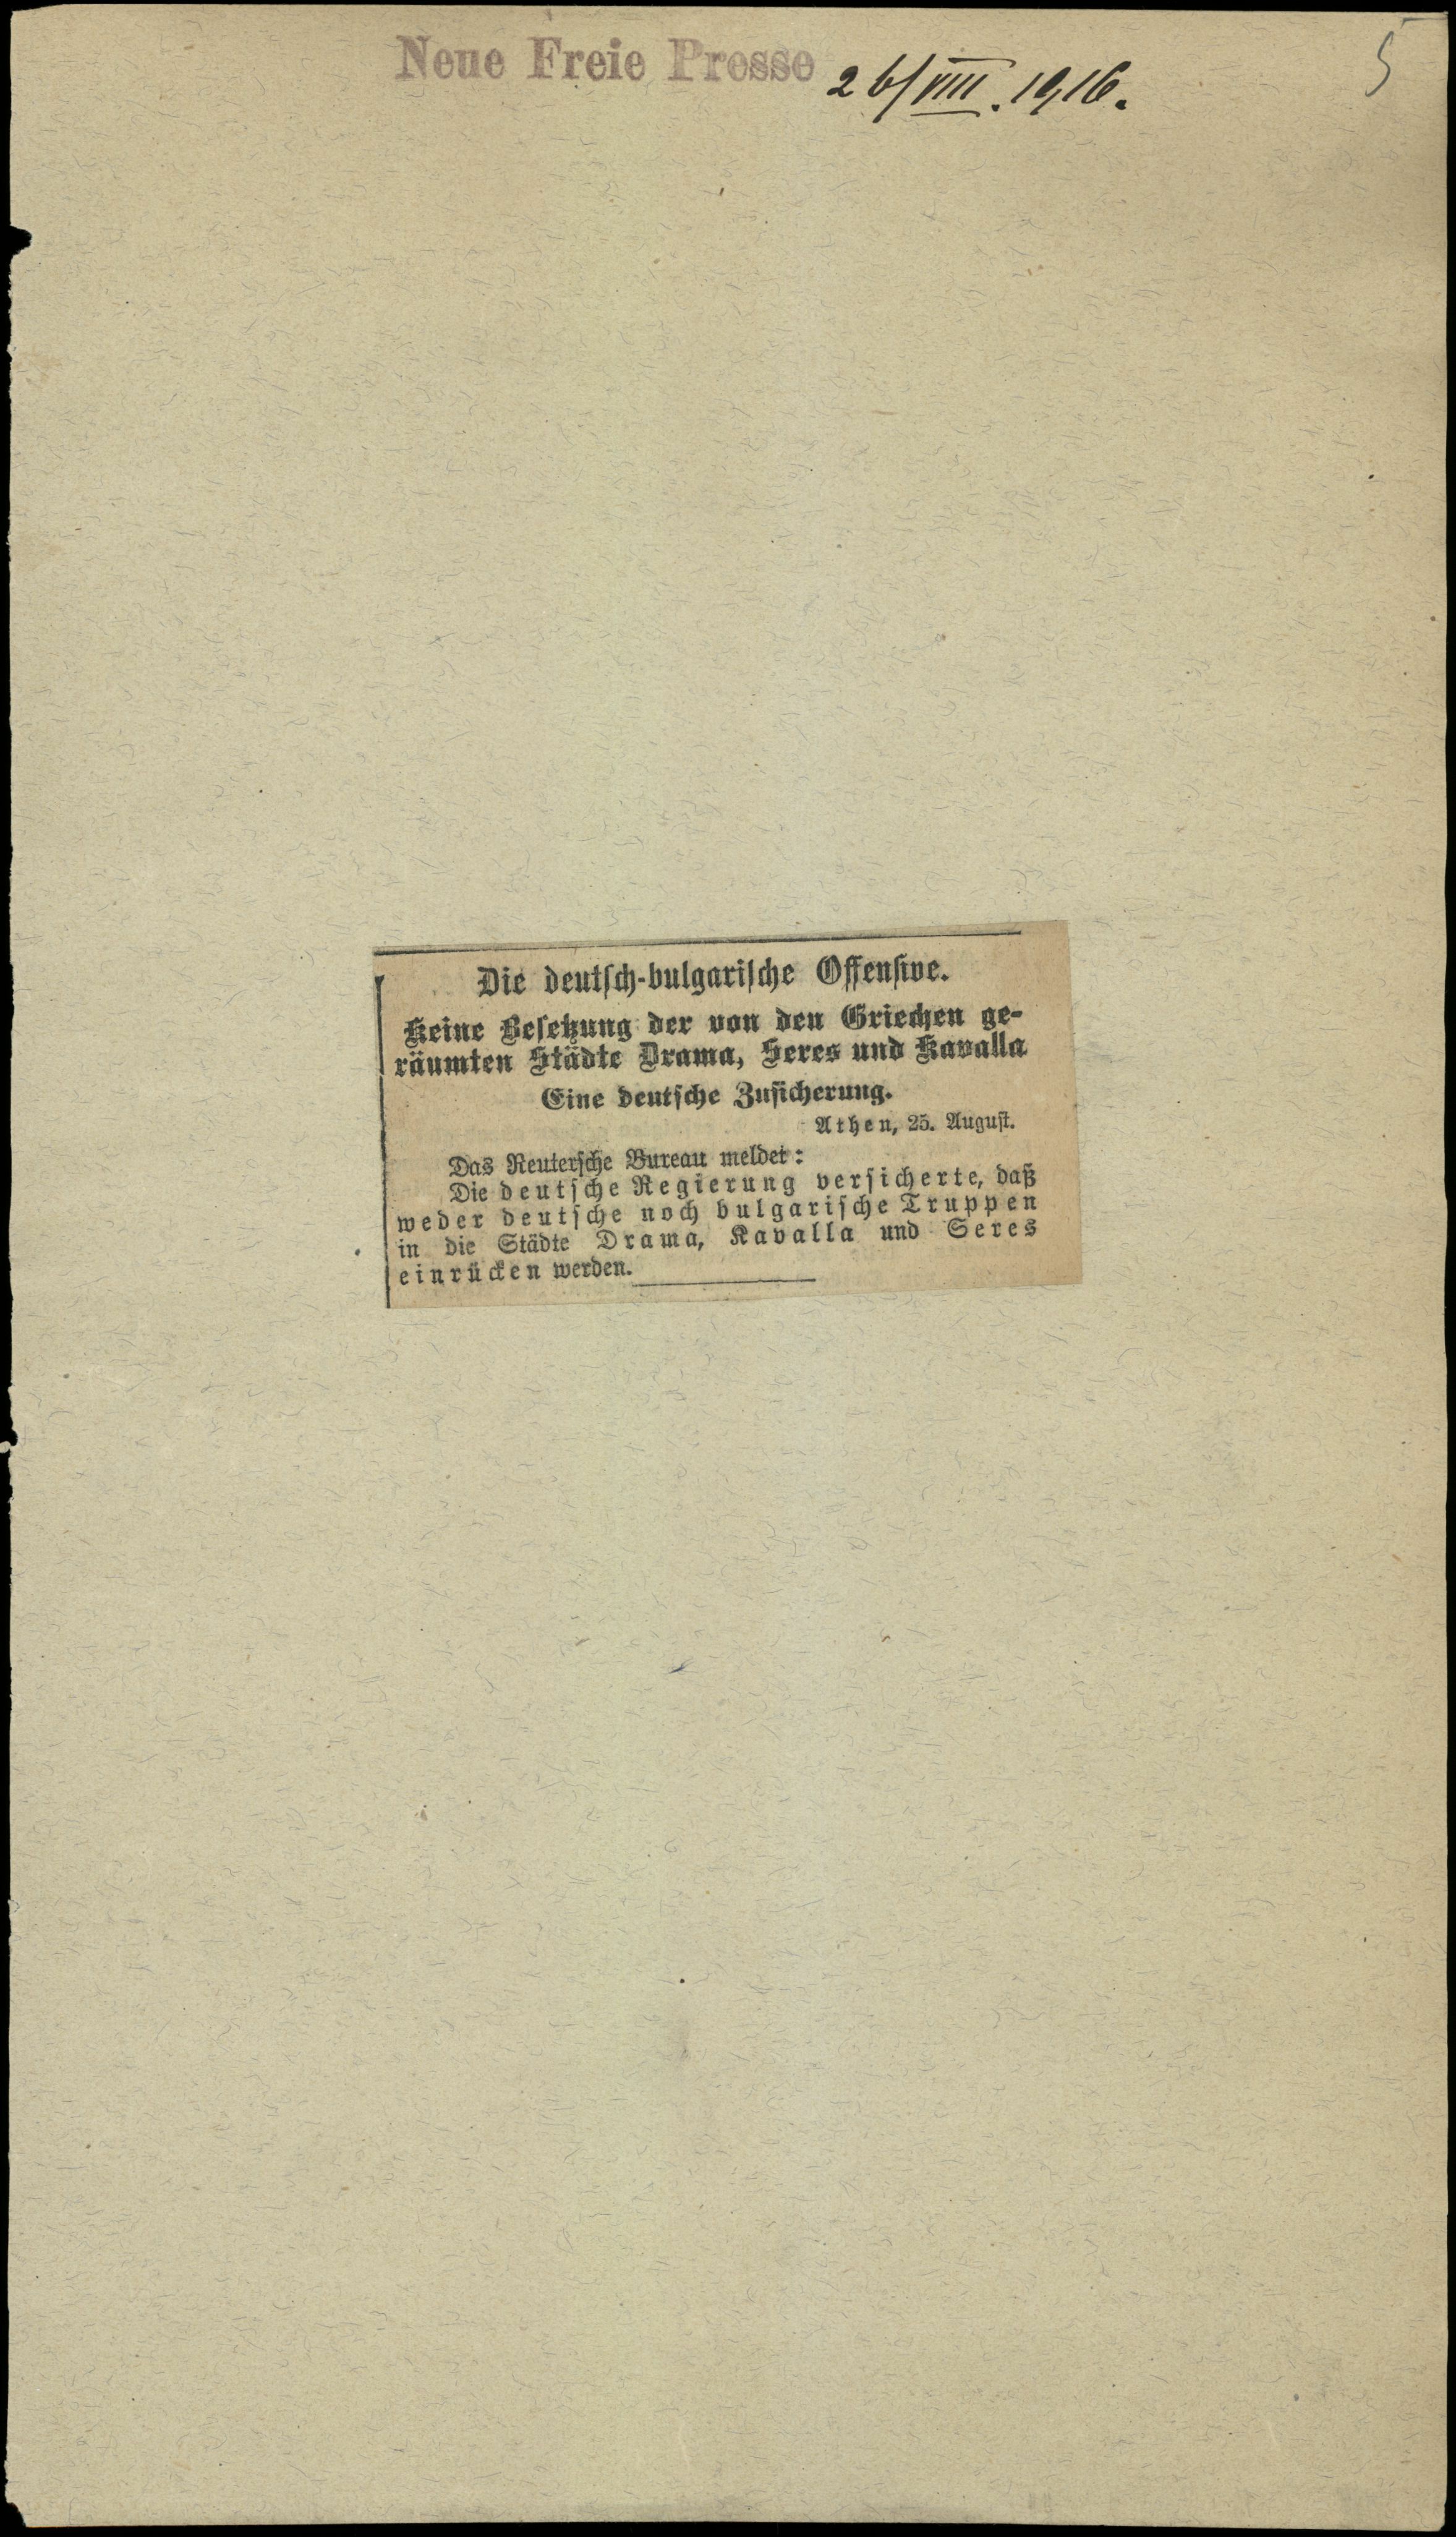 Neue Freie Presse 26/VIII. 1916.
5
Die deutsch-bulgarische Offensive.
Keine Besetzung der von den Griechen ge-
räumten Städte Drama, Seres und Kavalla
Eine deutsche Zusicherung.
Athen, 25. August.
Das Reutersche Bureau meldet:
Die deutsche Regierung versicherte, daß
weder deutsche noch bulgarische Truppen
in die Städte Drama, Kavalla und Seres
einrücken werden.